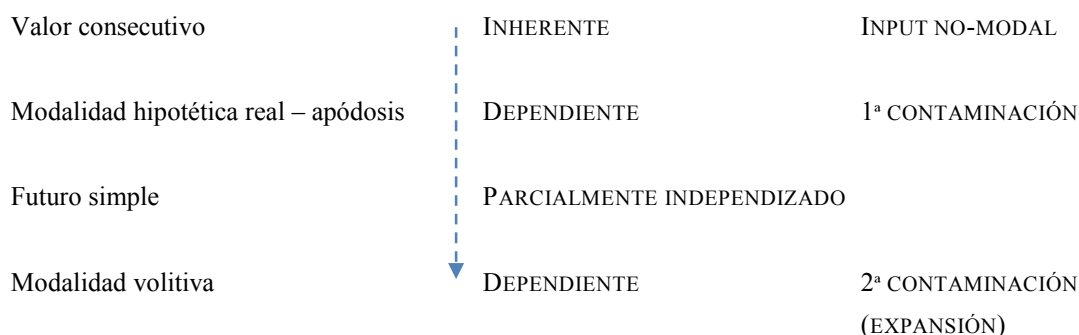 Valor consecutivo INHERENTE INPUT NO-MODAL
Modalidad hipotética real – apódosis DEPENDIENTE 1ª CONTAMINACIÓN
Futuro simple PARCIALMENTE INDEPENDIZADO
Modalidad volitiva DEPENDIENTE 2ª CONTAMINACIÓN
(EXPANSIÓN)